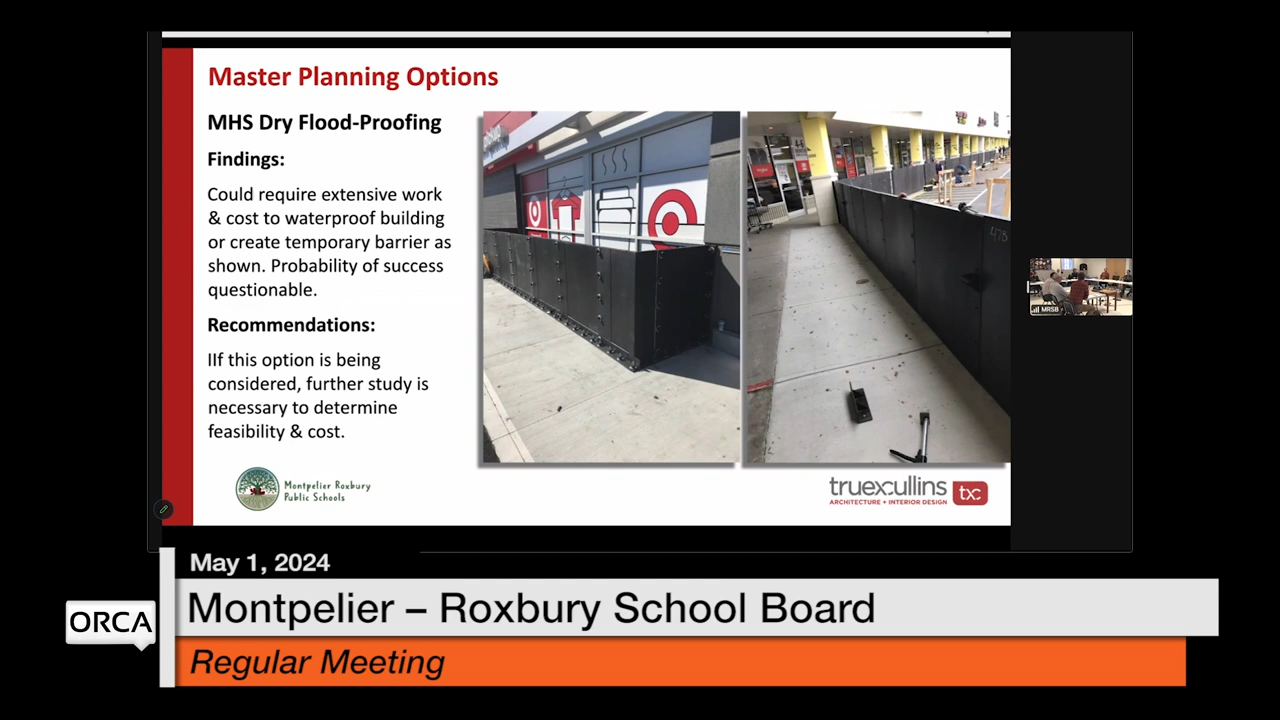 Master Planning Options
MHS Dry Flood-Proofing
Findings:
Could require extensive work
& cost to waterproof building
or create temporary barrier as
shown. Probability of success
questionable.
Recommendations:
IIf this option is being
considered, further study is
necessary to determine
feasibility & cost.
Montpelier Roxbury
Public Schools
truexcullins
ARCHITECTURE + INTERIOR DESIGN
txc
MRSB
May 1, 2024
ORCA
Montpelier – Roxbury School Board
Regular Meeting